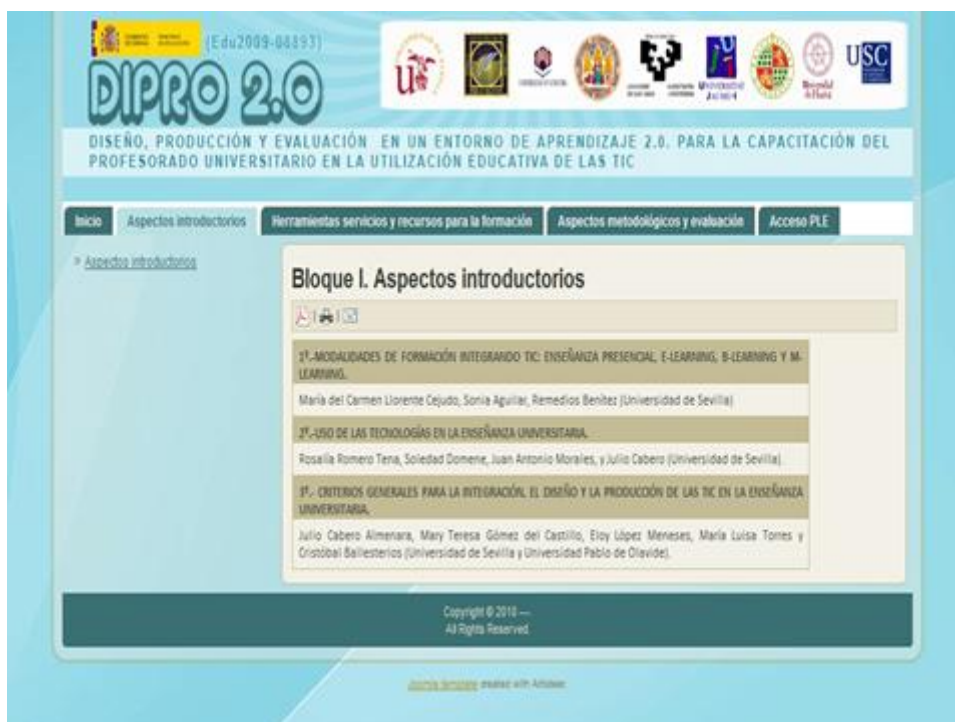 (Edu2009-08893)
DIPRO 2.0
DISEÑO, PRODUCCIÓN Y EVALUACIÓN EN UN ENTORNO DE APRENDIZAJE 2.0. PARA LA CAPACITACIÓN DEL
PROFESORADO UNIVERSITARIO EN LA UTILIZACIÓN EDUCATIVA DE LAS TIC
USC
Inicio Aspectos introductorios Herramientas servicios y recursos para la formación Aspectos metodológicos y evaluación Acceso PLE
» Aspectos introductorios
Bloque I. Aspectos introductorios
1º.-MODALIDADES DE FORMACIÓN INTEGRANDO TIC: ENSEÑANZA PRESENCIAL, E-LEARNING, B-LEARNING Y M-
LEARNING.
María del Carmen Llorente Cejudo, Sonia Aguilar, Remedios Benítez (Universidad de Sevilla)
2º.-USO DE LAS TECNOLOGÍAS EN LA ENSEÑANZA UNIVERSITARIA.
Rosalía Romero Tena, Soledad Domene, Juan Antonio Morales, y Julio Cabero (Universidad de Sevilla).
3º.- CRITERIOS GENERALES PARA LA INTEGRACIÓN, EL DISEÑO Y LA PRODUCCIÓN DE LAS TIC EN LA ENSEÑANZA
UNIVERSITARIA.
Julio Cabero Almenara, Mary Teresa Gómez del Castillo, Eloy López Meneses, María Luisa Torres y
Cristóbal Ballesterios (Universidad de Sevilla y Universidad Pablo de Olavide).
Copyright © 2010 ---
All Rights Reserved.
Joomla template created with Artisteer.